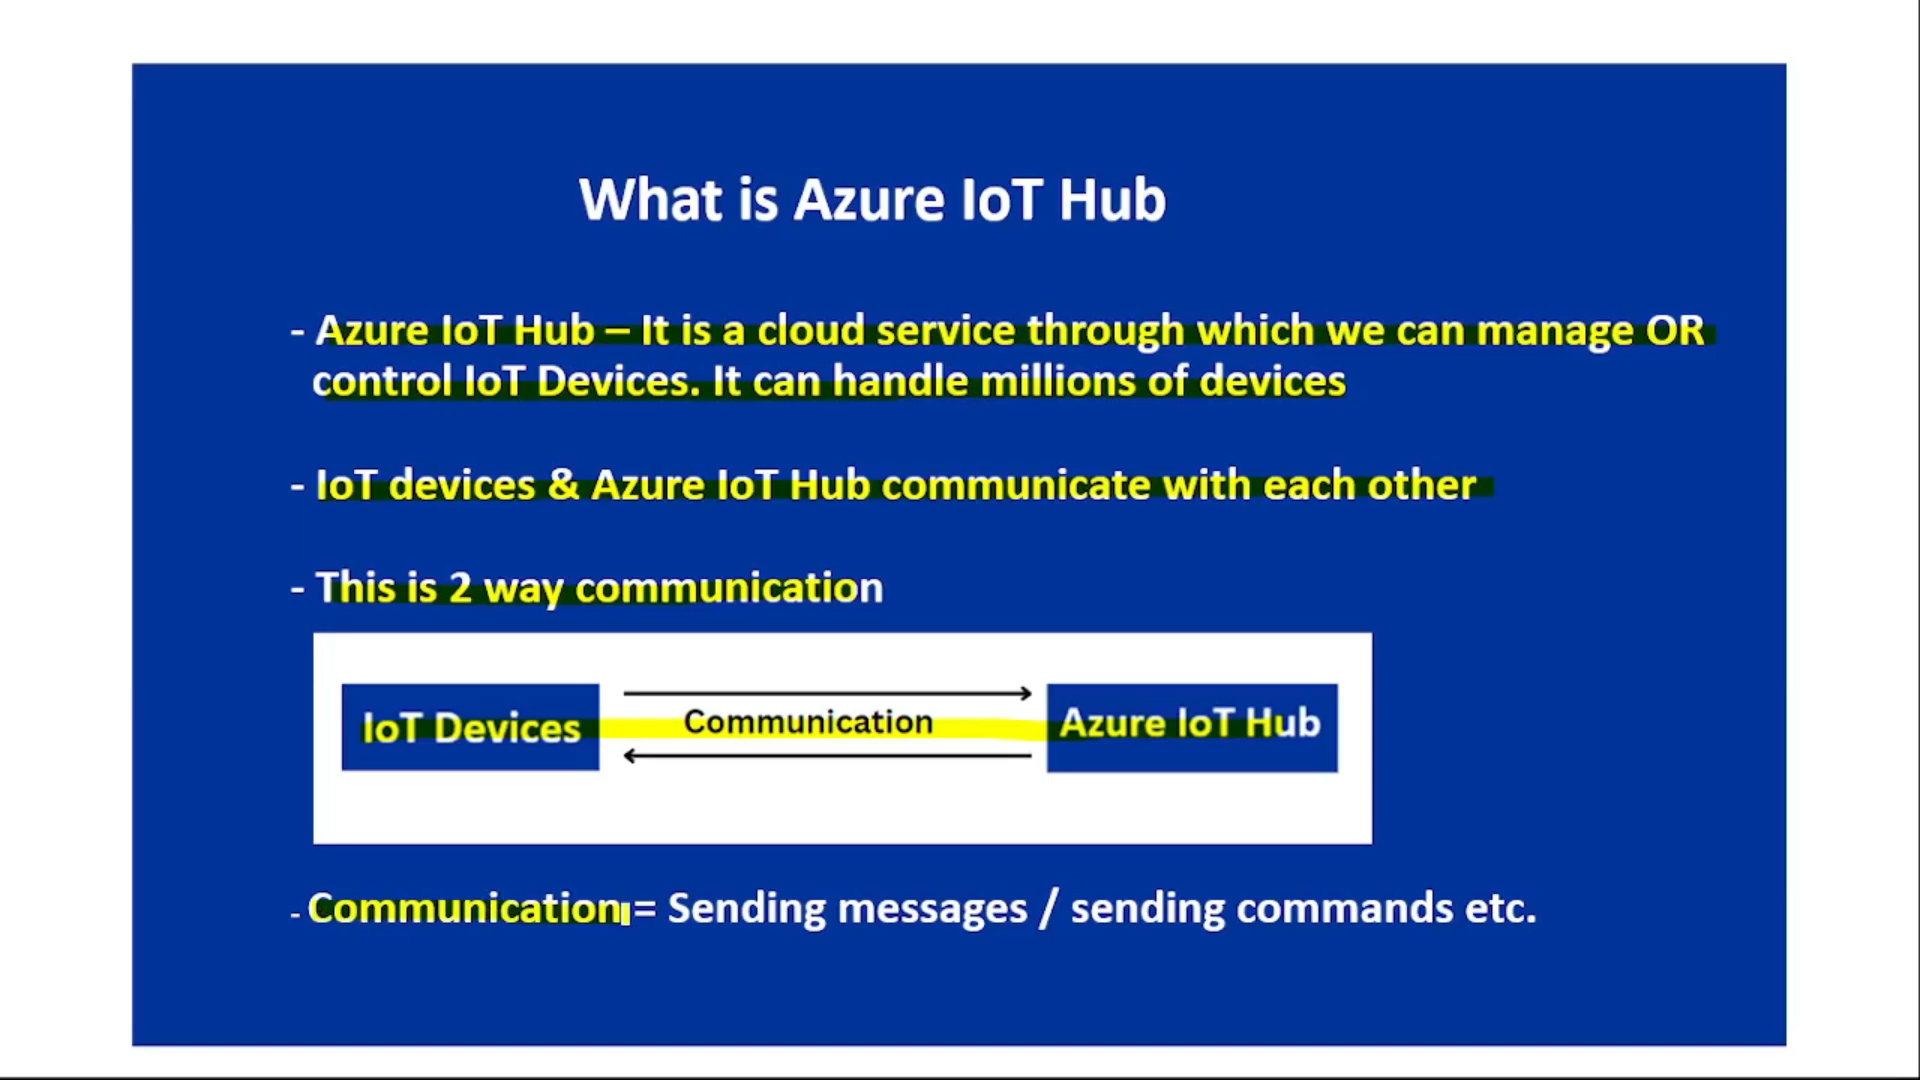 What is Azure IoT Hub
- Azure IoT Hub – It is a cloud service through which we can manage OR
control IoT Devices. It can handle millions of devices
- IoT devices & Azure IoT Hub communicate with each other
- This is 2 way communication
IoT Devices
Communication
Azure IoT Hub
- Communication = Sending messages / sending commands etc.